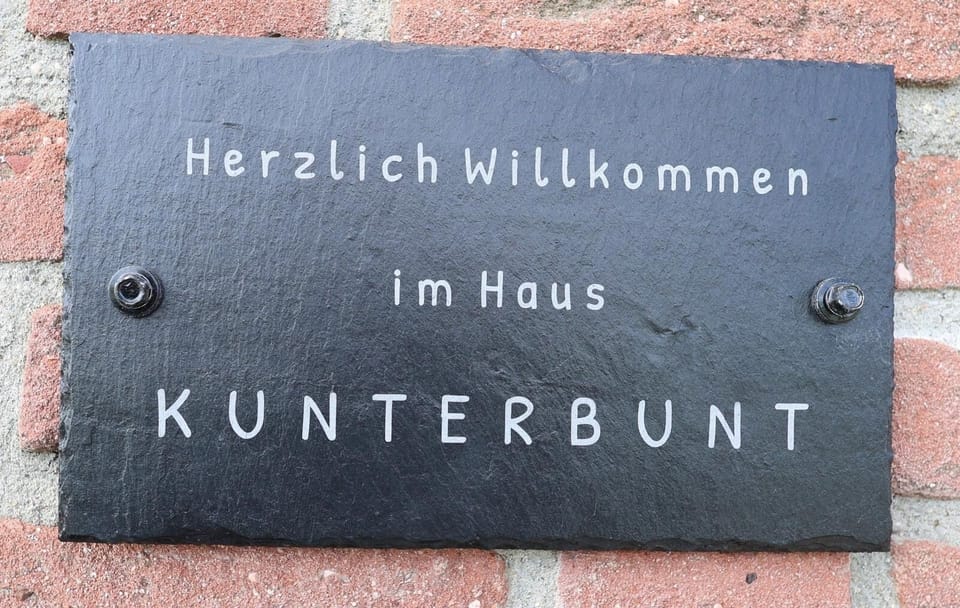 Herzlich Willkommen
im Haus
KUNTERBUNT